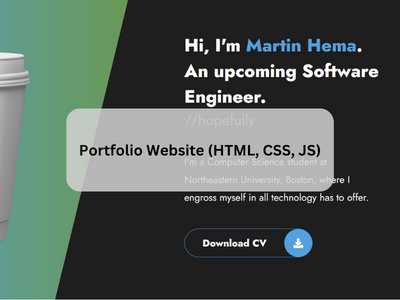 Hi, I'm Martin Hema.
An upcoming Software
Engineer.
//hopefully
Portfolio Website (HTML, CSS, JS)
I'm a Computer Science student at
Northeastern University, Boston, where I
engross myself in all technology has to offer.
Download CV